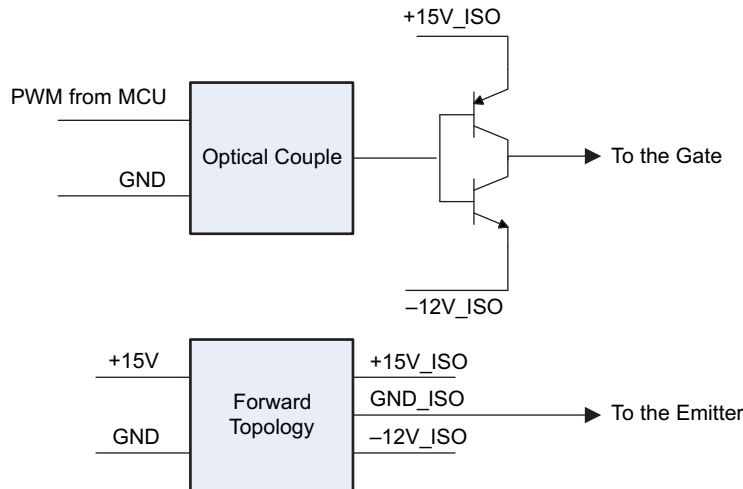 +15V_ISO
PWM from MCU
Optical Couple
To the Gate
GND
–12V_ISO
+15V
+15V_ISO
Forward
Topology
GND_ISO
To the Emitter
GND
–12V_ISO